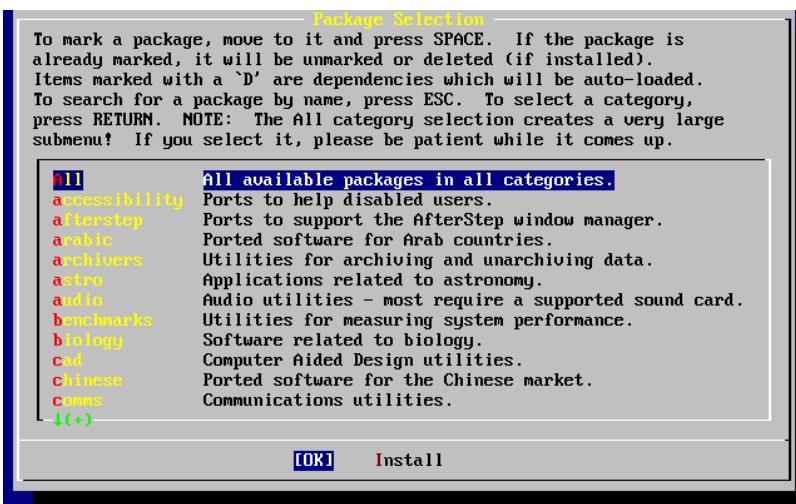 Package Selection
To mark a package, move to it and press SPACE.  If the package is
already marked, it will be unmarked or deleted (if installed).
Items marked with a `D' are dependencies which will be auto-loaded.
To search for a package by name, press ESC.  To select a category,
press RETURN.  NOTE:  The All category selection creates a very large
submenu!  If you select it, please be patient while it comes up.
All All available packages in all categories.
accessibility Ports to help disabled users.
afterstep Ports to support the AfterStep window manager.
arabic Ported software for Arab countries.
archivers Utilities for archiving and unarchiving data.
astro Applications related to astronomy.
audio Audio utilities - most require a supported sound card.
benchmarks Utilities for measuring system performance.
biology Software related to biology.
cad Computer Aided Design utilities.
chinese Ported software for the Chinese market.
comms Communications utilities.
↓(+)
[OK] Install